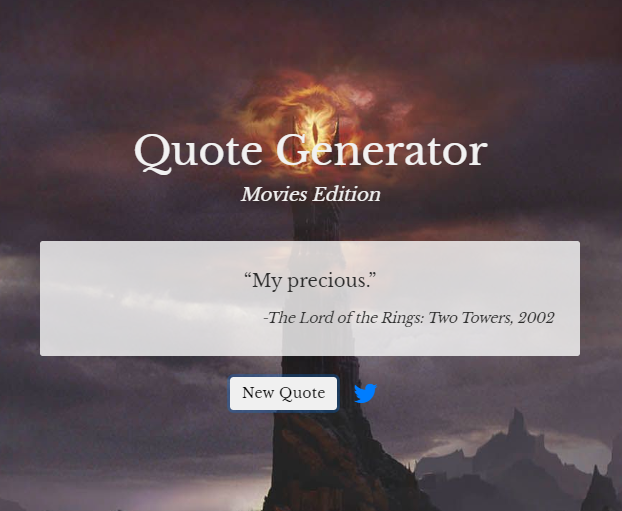 Quote Generator
Movies Edition
“My precious.”
-The Lord of the Rings: Two Towers, 2002
New Quote